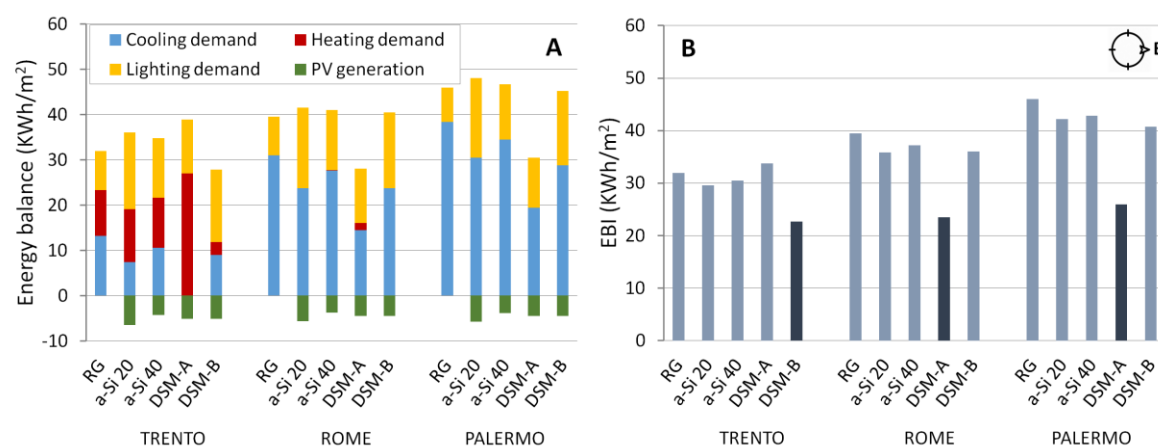 60
50
40
30
20
10
0
-10
Energy balance (KWh/m²)
Cooling demand
Heating demand
Lighting demand
PV generation
A
RG
a-Si 20
a-Si 40
DSM-A
DSM-B
RG
a-Si 20
a-Si 40
DSM-A
DSM-B
RG
a-Si 20
a-Si 40
DSM-A
DSM-B
TRENTO
ROME
PALERMO
60
50
40
30
20
10
0
EBI (KWh/m²)
B
E
RG
a-Si 20
a-Si 40
DSM-A
DSM-B
RG
a-Si 20
a-Si 40
DSM-A
DSM-B
RG
a-Si 20
a-Si 40
DSM-A
DSM-B
TRENTO
ROME
PALERMO